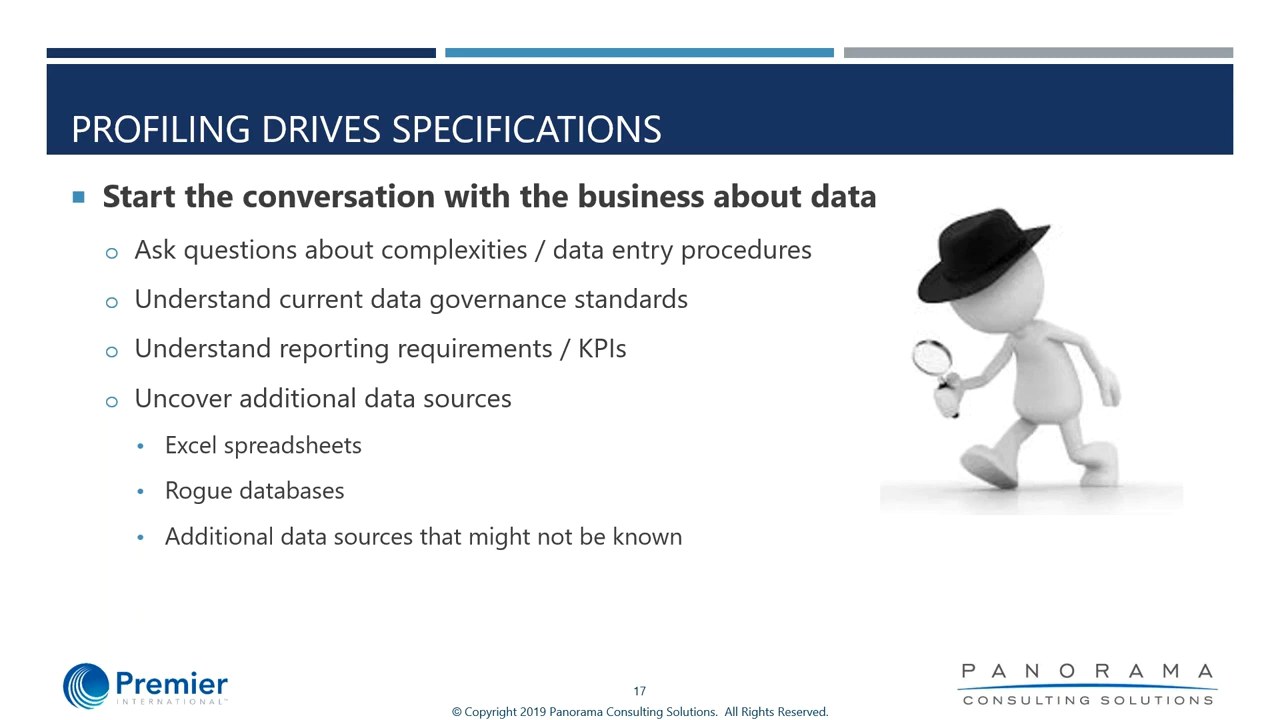 PROFILING DRIVES SPECIFICATIONS
Start the conversation with the business about data
Ask questions about complexities / data entry procedures
Understand current data governance standards
Understand reporting requirements / KPIs
Uncover additional data sources
Excel spreadsheets
Rogue databases
Additional data sources that might not be known
Premier
INTERNATIONAL™
17
© Copyright 2019 Panorama Consulting Solutions. All Rights Reserved.
PANORAMA
CONSULTING SOLUTIONS